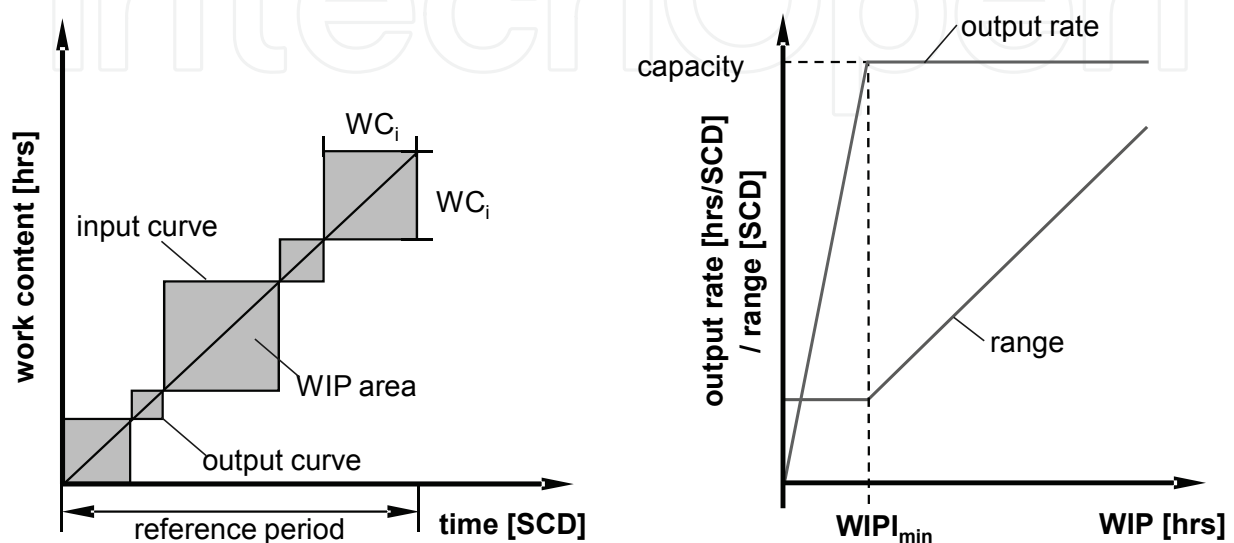 IntechOpen
work content [hrs]
WCi
WCi
input curve
WIP area
output curve
reference period
time [SCD]
output rate
capacity
output rate [hrs/SCD]
/ range [SCD]
range
WIPImin
WIP [hrs]